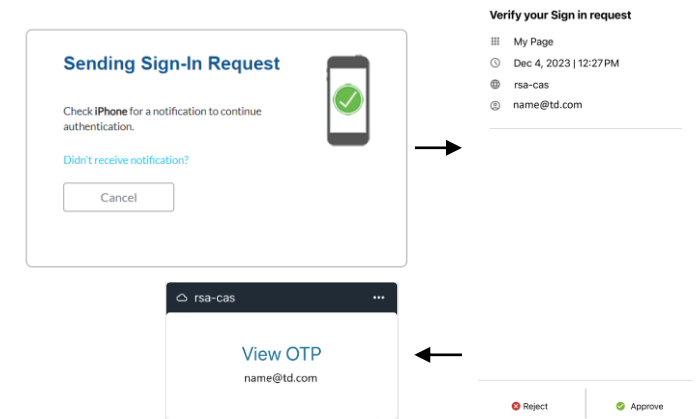 Sending Sign-In Request
Check iPhone for a notification to continue
authentication.
Didn't receive notification?
Cancel
Verify your Sign in request
My Page
Dec 4, 2023 | 12:27 PM
rsa-cas
name@td.com
Reject
Approve
rsa-cas
View OTP
name@td.com